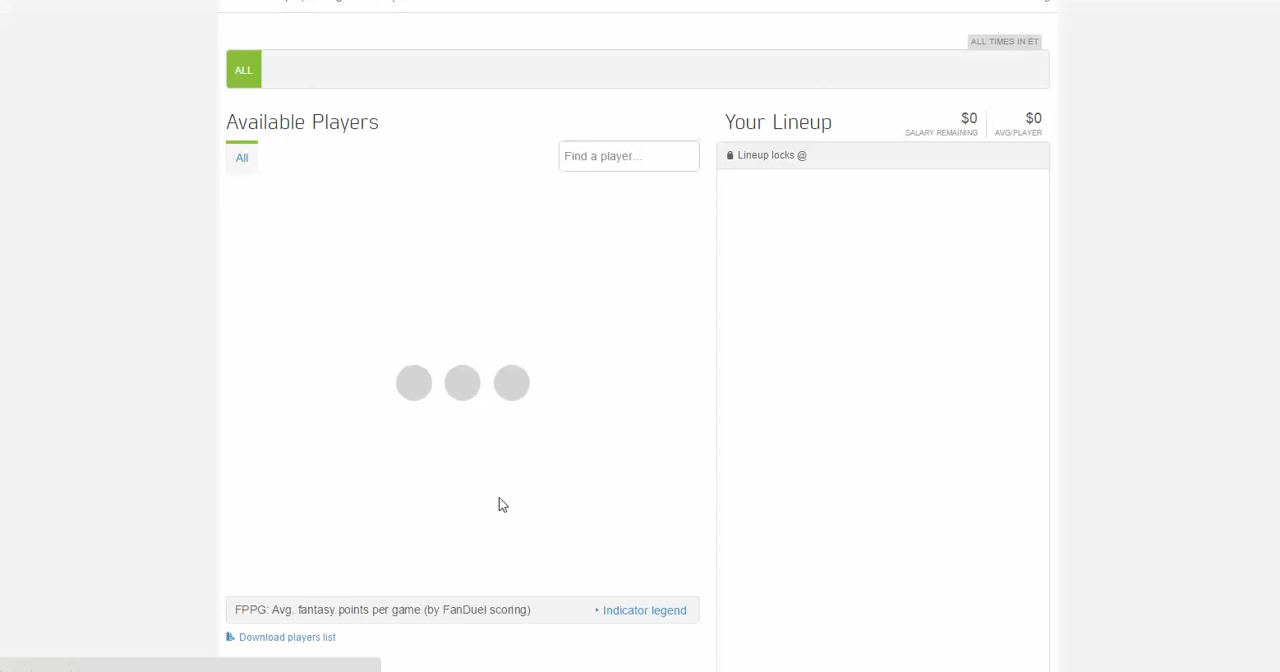 ALL TIMES IN ET
ALL
Available Players
Your Lineup
$0
SALARY REMAINING
$0
AVG/PLAYER
All
Find a player...
Lineup locks @
FPPG: Avg. fantasy points per game (by FanDuel scoring)
Indicator legend
Download players list